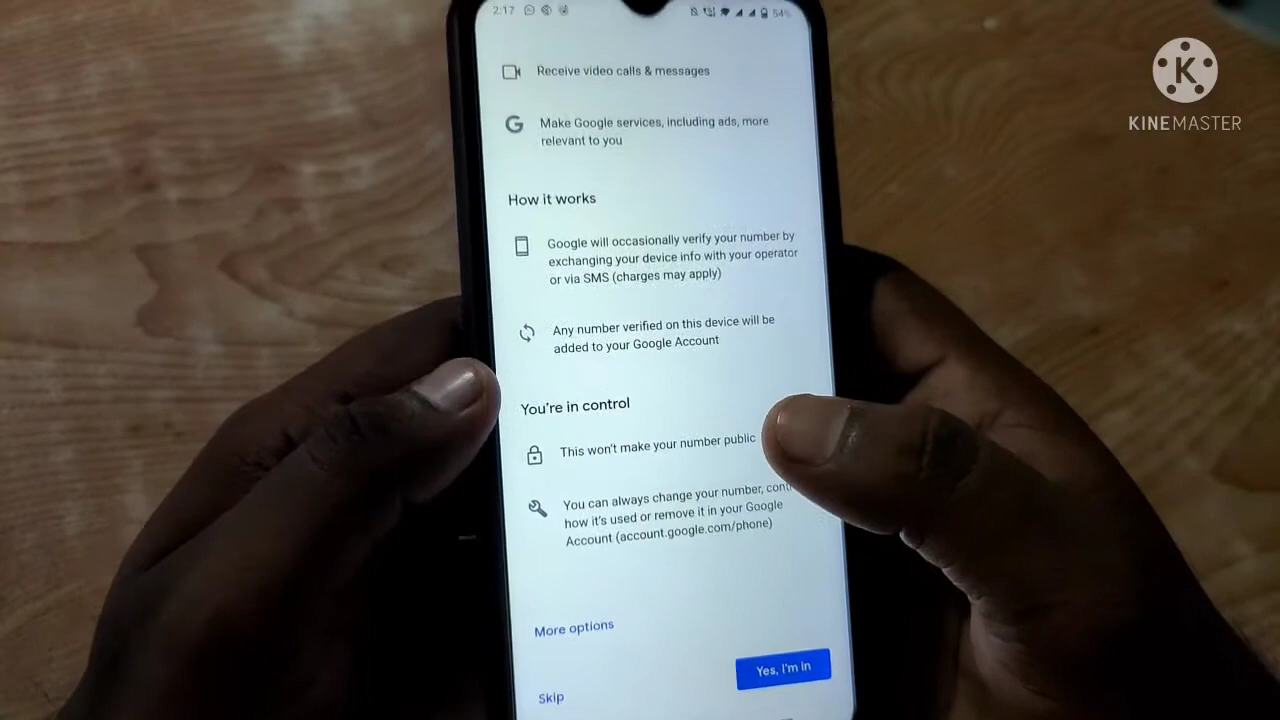 2:17
54%
Receive video calls & messages
Make Google services, including ads, more
relevant to you
How it works
Google will occasionally verify your number by
exchanging your device info with your operator
or via SMS (charges may apply)
Any number verified on this device will be
added to your Google Account
You're in control
This won't make your number public
You can always change your number,
how it's used or remove it in your Google
Account (account.google.com/phone)
More options
Yes, I'm in
Skip
K
KINEMASTER